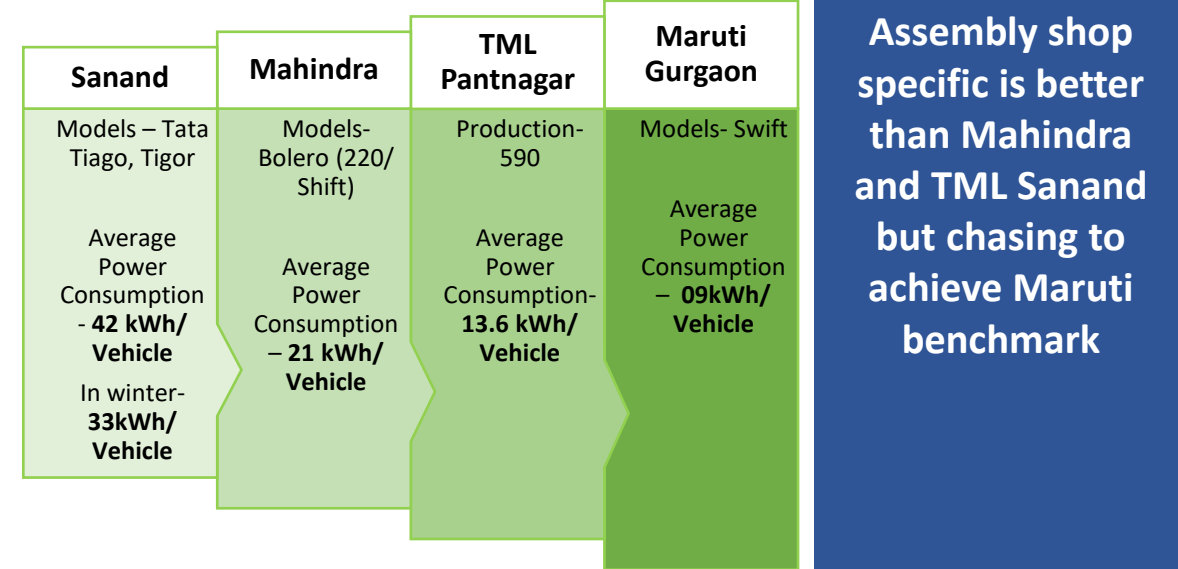 Sanand
Models – Tata
Tiago, Tigor
Average
Power
Consumption
- 42 kWh/
Vehicle
In winter-
33kWh/
Vehicle
Mahindra
Models-
Bolero (220/
Shift)
Average
Power
Consumption
– 21 kWh/
Vehicle
TML
Pantnagar
Production-
590
Average
Power
Consumption-
13.6 kWh/
Vehicle
Maruti
Gurgaon
Models- Swift
Average
Power
Consumption
– 09kWh/
Vehicle
Assembly shop
specific is better
than Mahindra
and TML Sanand
but chasing to
achieve Maruti
benchmark